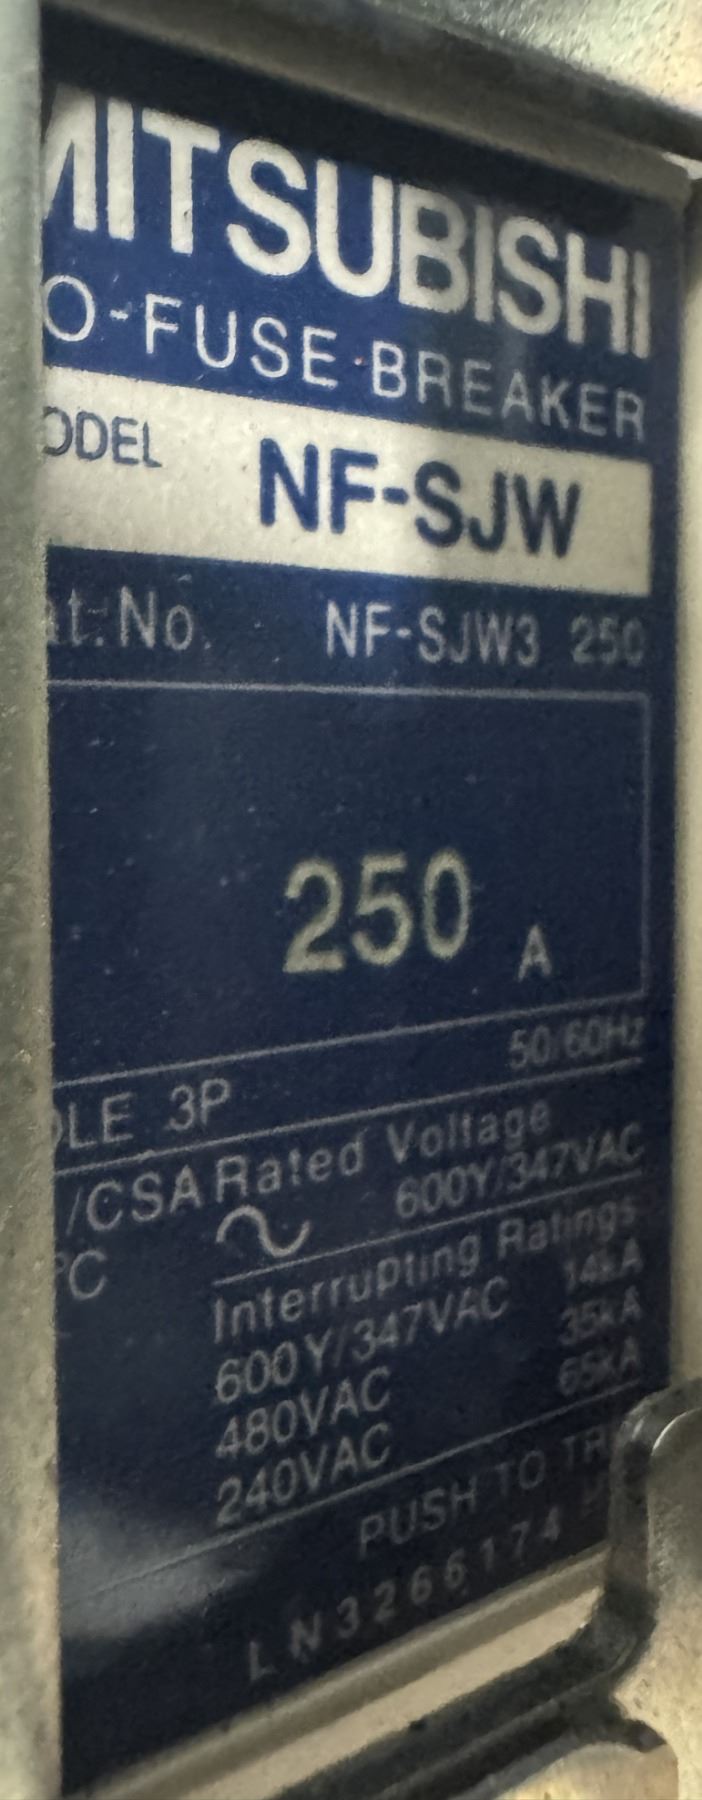 MITSUBISHI
O-FUSE BREAKER
ODEL NF-SJW
at.No. NF-SJW3 250
250 A
50/60Hz
OLE 3P
/CSA Rated Voltage
600Y/347VAC
°C
Interrupting Ratings
600Y/347VAC 14kA
480VAC 35kA
240VAC 65kA
PUSH TO TR
LN3266174